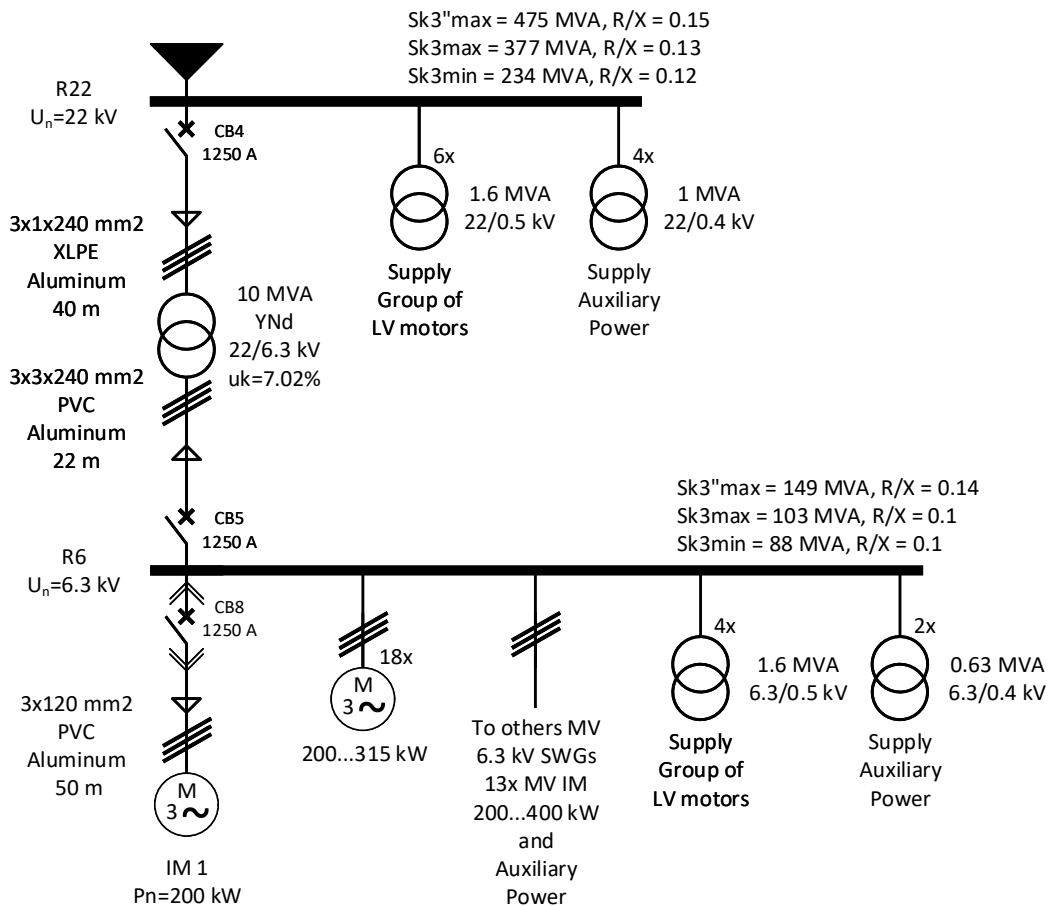 Sk3"max = 475 MVA, R/X = 0.15
Sk3max = 377 MVA, R/X = 0.13
Sk3min = 234 MVA, R/X = 0.12
R22
Un=22 kV
CB4
1250 A
6x
1.6 MVA
22/0.5 kV
Supply
Group of
LV motors
4x
1 MVA
22/0.4 kV
Supply
Auxiliary
Power
3x1x240 mm2
XLPE
Aluminum
40 m
10 MVA
YNd
22/6.3 kV
uk=7.02%
3x3x240 mm2
PVC
Aluminum
22 m
CB5
1250 A
Sk3"max = 149 MVA, R/X = 0.14
Sk3max = 103 MVA, R/X = 0.1
Sk3min = 88 MVA, R/X = 0.1
R6
Un=6.3 kV
CB8
1250 A
3x120 mm2
PVC
Aluminum
50 m
M
3~
IM 1
Pn=200 kW
18x
M
3~
200...315 kW
To others MV
6.3 kV SWGs
13x MV IM
200...400 kW
and
Auxiliary
Power
4x
1.6 MVA
6.3/0.5 kV
Supply
Group of
LV motors
2x
0.63 MVA
6.3/0.4 kV
Supply
Auxiliary
Power